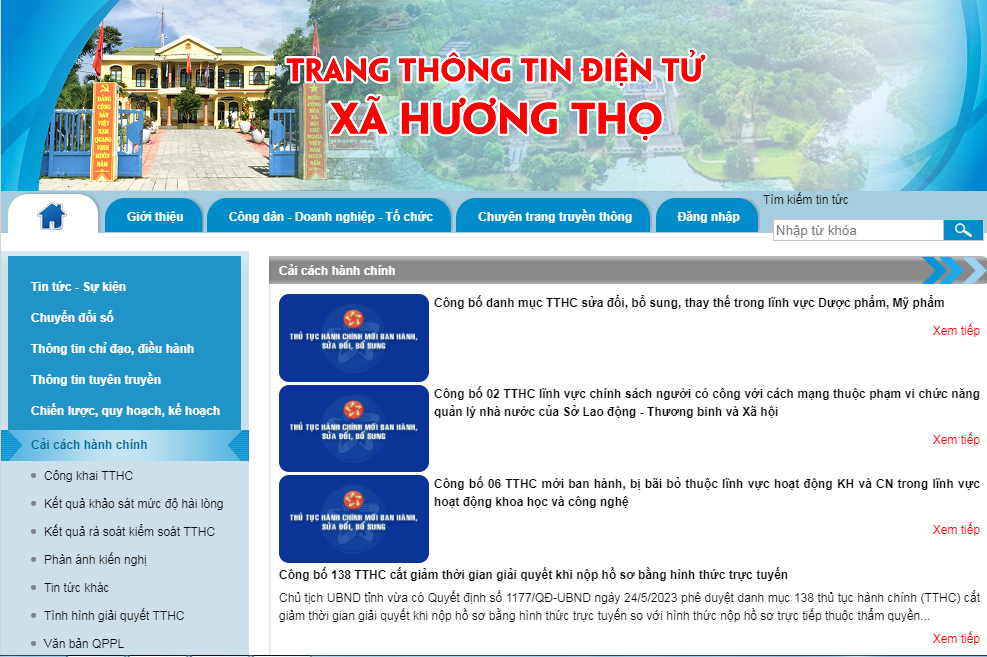 TRANG THÔNG TIN ĐIỆN TỬ
XÃ HƯƠNG THỌ
ĐẢNG
CỘNG
SẢN
VIỆT
NAM
QUANG
VINH
MUÔN
NĂM
Giới thiệu
Công dân - Doanh nghiệp - Tổ chức
Chuyên trang truyền thông
Đăng nhập
Tìm kiếm tin tức
Nhập từ khóa
Tin tức - Sự kiện
Chuyển đổi số
Thông tin chỉ đạo, điều hành
Thông tin tuyên truyền
Chiến lược, quy hoạch, kế hoạch
Cải cách hành chính
Công khai TTHC
Kết quả khảo sát mức độ hài lòng
Kết quả rà soát kiểm soát TTHC
Phản ánh kiến nghị
Tin tức khác
Tình hình giải quyết TTHC
Văn bản QPPL
Cải cách hành chính
THỦ TỤC HÀNH CHÍNH MỚI BAN HÀNH,
SỬA ĐỔI, BỔ SUNG
Công bố danh mục TTHC sửa đổi, bổ sung, thay thế trong lĩnh vực Dược phẩm, Mỹ phẩm
Xem tiếp
THỦ TỤC HÀNH CHÍNH MỚI BAN HÀNH,
SỬA ĐỔI, BỔ SUNG
Công bố 02 TTHC lĩnh vực chính sách người có công với cách mạng thuộc phạm vi chức năng
quản lý nhà nước của Sở Lao động - Thương binh và Xã hội
Xem tiếp
THỦ TỤC HÀNH CHÍNH MỚI BAN HÀNH,
SỬA ĐỔI, BỔ SUNG
Công bố 06 TTHC mới ban hành, bị bãi bỏ thuộc lĩnh vực hoạt động KH và CN trong lĩnh vực
hoạt động khoa học và công nghệ
Xem tiếp
Công bố 138 TTHC cắt giảm thời gian giải quyết khi nộp hồ sơ bằng hình thức trực tuyến
Chủ tịch UBND tỉnh vừa có Quyết định số 1177/QĐ-UBND ngày 24/5/2023 phê duyệt danh mục 138 thủ tục hành chính (TTHC) cắt
giảm thời gian giải quyết khi nộp hồ sơ bằng hình thức trực tuyến so với hình thức nộp hồ sơ trực tiếp thuộc thẩm quyền...
Xem tiếp